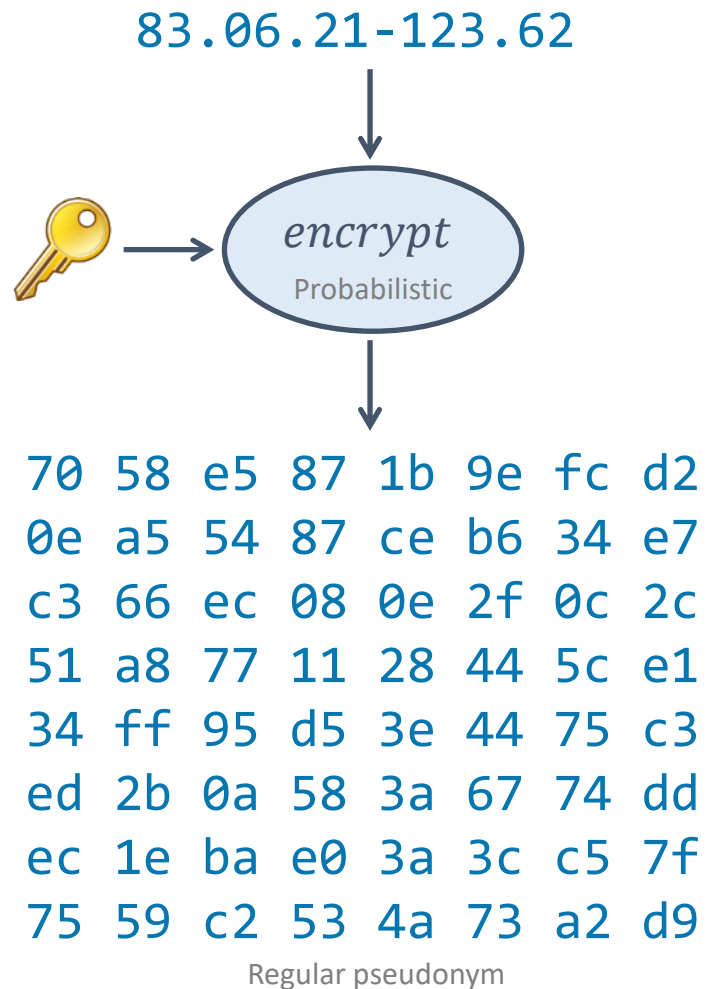 83.06.21-123.62
encrypt
Probabilistic
70 58 e5 87 1b 9e fc d2
0e a5 54 87 ce b6 34 e7
c3 66 ec 08 0e 2f 0c 2c
51 a8 77 11 28 44 5c e1
34 ff 95 d5 3e 44 75 c3
ed 2b 0a 58 3a 67 74 dd
ec 1e ba e0 3a 3c c5 7f
75 59 c2 53 4a 73 a2 d9
Regular pseudonym